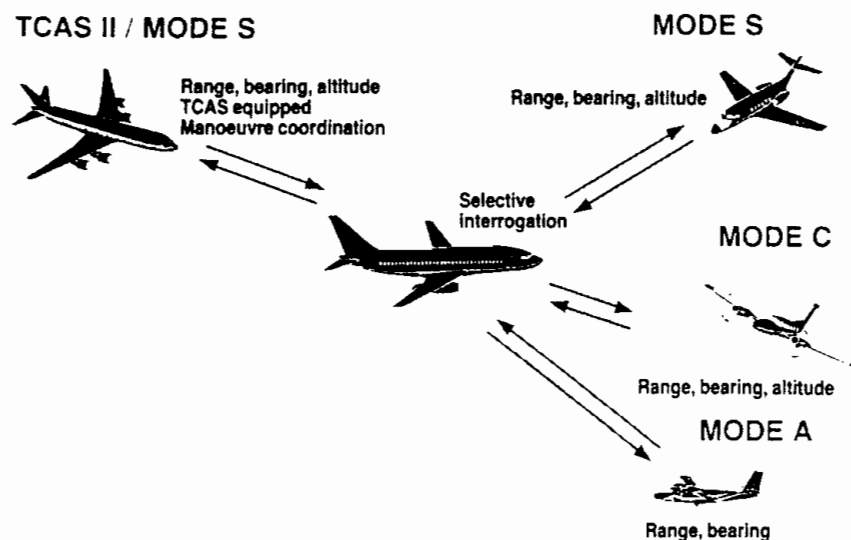 TCAS II / MODE S
Range, bearing, altitude
TCAS equipped
Manoeuvre coordination
MODE S
Range, bearing, altitude
Selective
interrogation
MODE C
Range, bearing, altitude
MODE A
Range, bearing